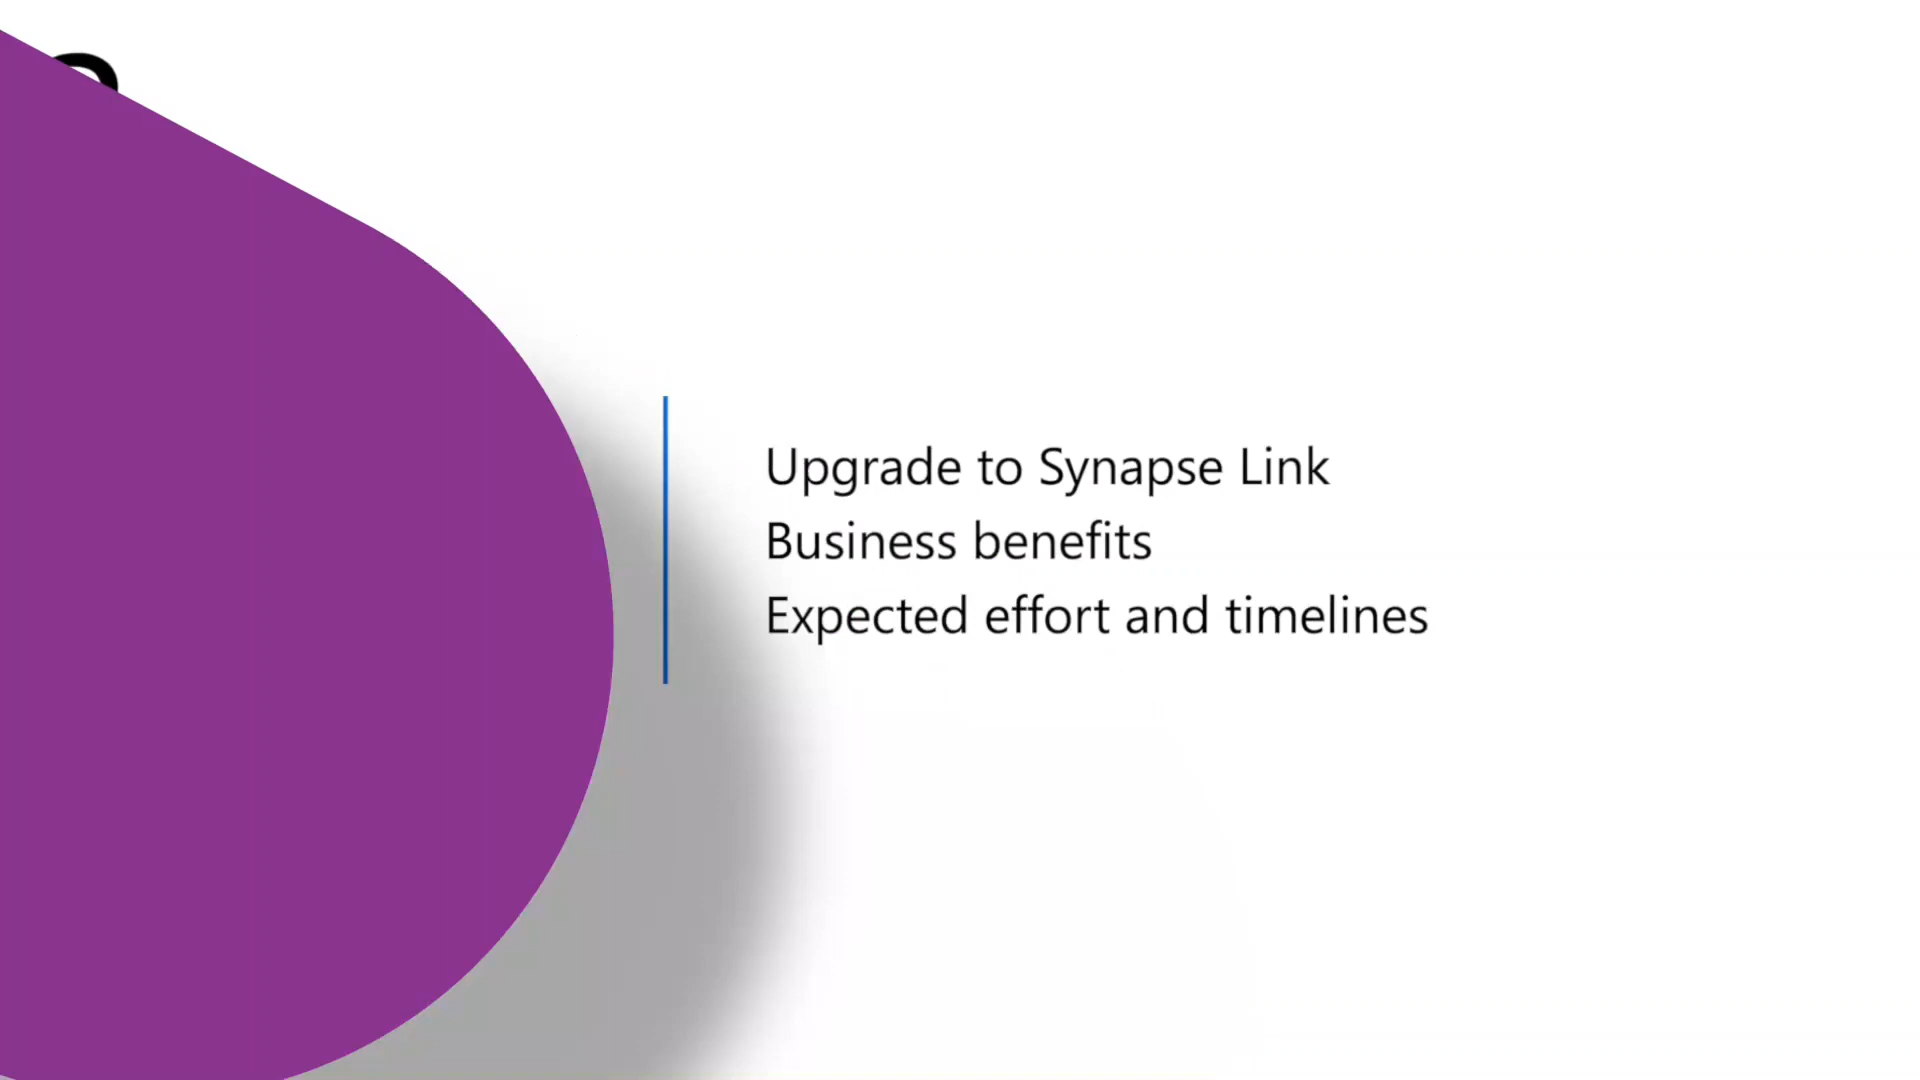 Upgrade to Synapse Link
Business benefits
Expected effort and timelines